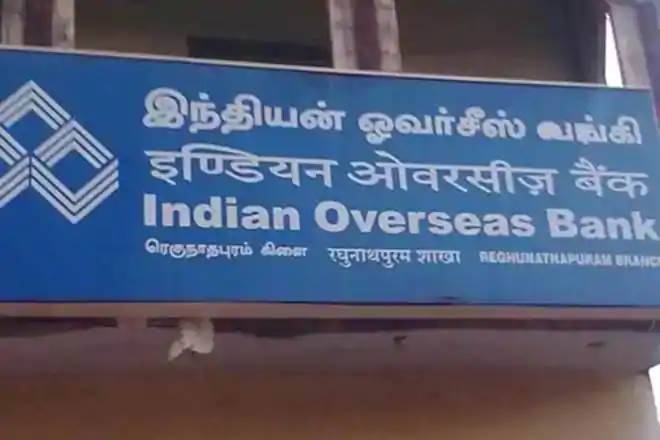 இந்தியன் ஓவர்சீஸ் வங்கி
इण्डियन ओवरसीज़ बैंक
Indian Overseas Bank
ரெகுநாதபுரம் கிளை रघुनाथपुरम शाखा REGHUNATHAPURAM BRANCH